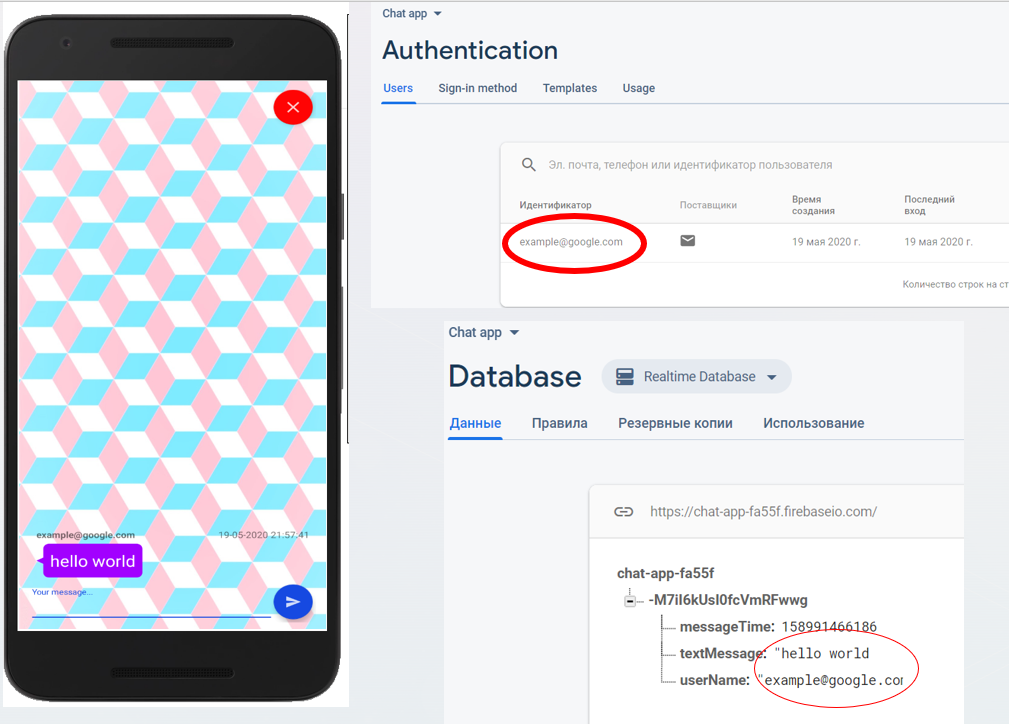 example@google.com 19-05-2020 21:57:41
hello world
Your message...
Chat app
Authentication
Users Sign-in method Templates Usage
Эл. почта, телефон или идентификатор пользователя
Идентификатор Поставщики Время создания Последний вход
example@google.com 19 мая 2020 г. 19 мая 2020 г.
Количество строк на ст
Chat app
Database Realtime Database
Данные Правила Резервные копии Использование
https://chat-app-fa55f.firebaseio.com/
chat-app-fa55f
-M7iI6kUsI0fcVmRFwwg
messageTime: 158991466186
textMessage: "hello world
userName: "example@google.com